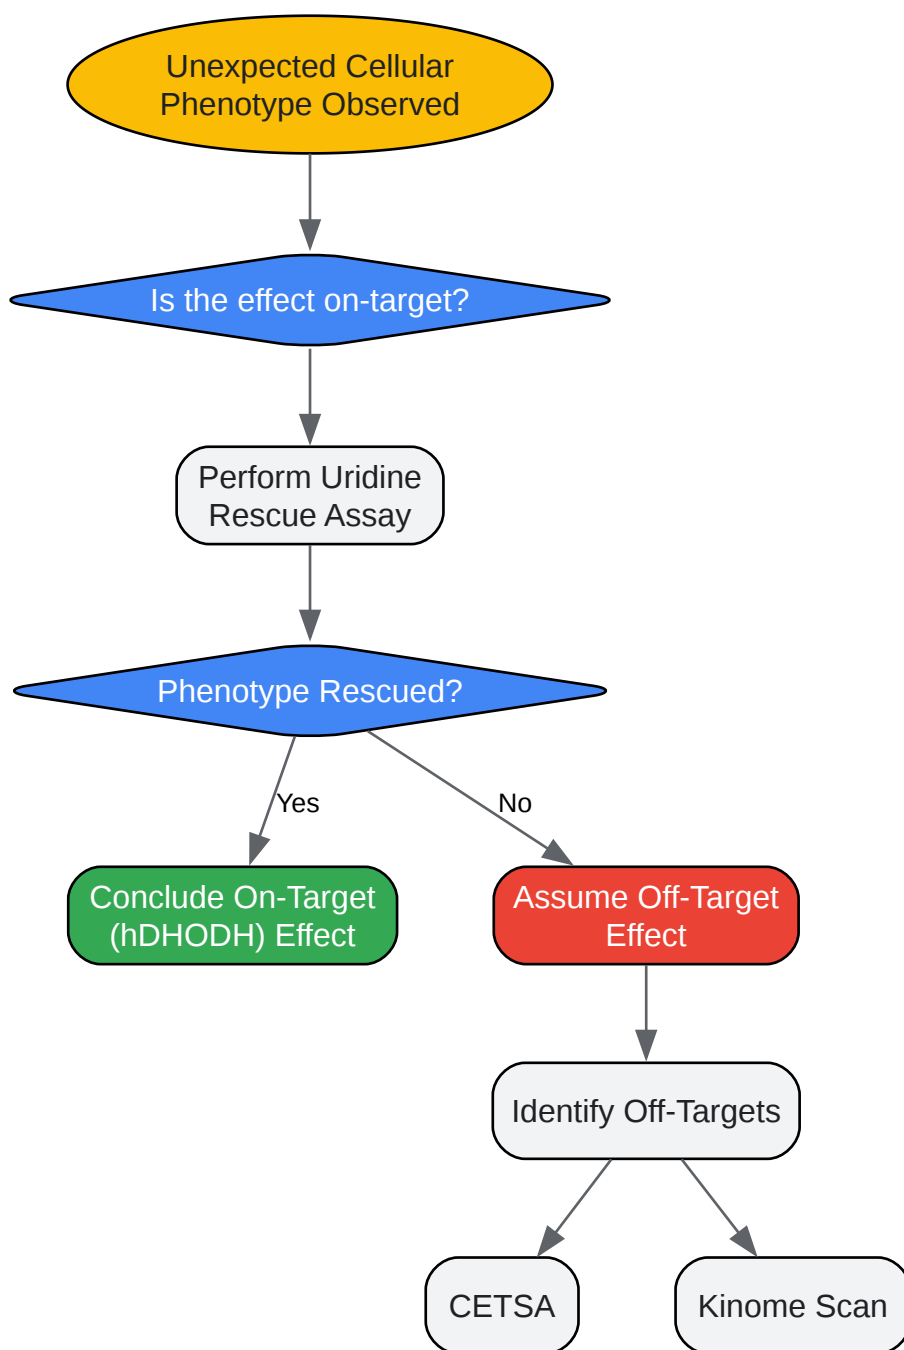 Unexpected Cellular
Phenotype Observed
Is the effect on-target?
Perform Uridine
Rescue Assay
Phenotype Rescued?
Yes
No
Conclude On-Target
(hDHODH) Effect
Assume Off-Target
Effect
Identify Off-Targets
CETSA
Kinome Scan